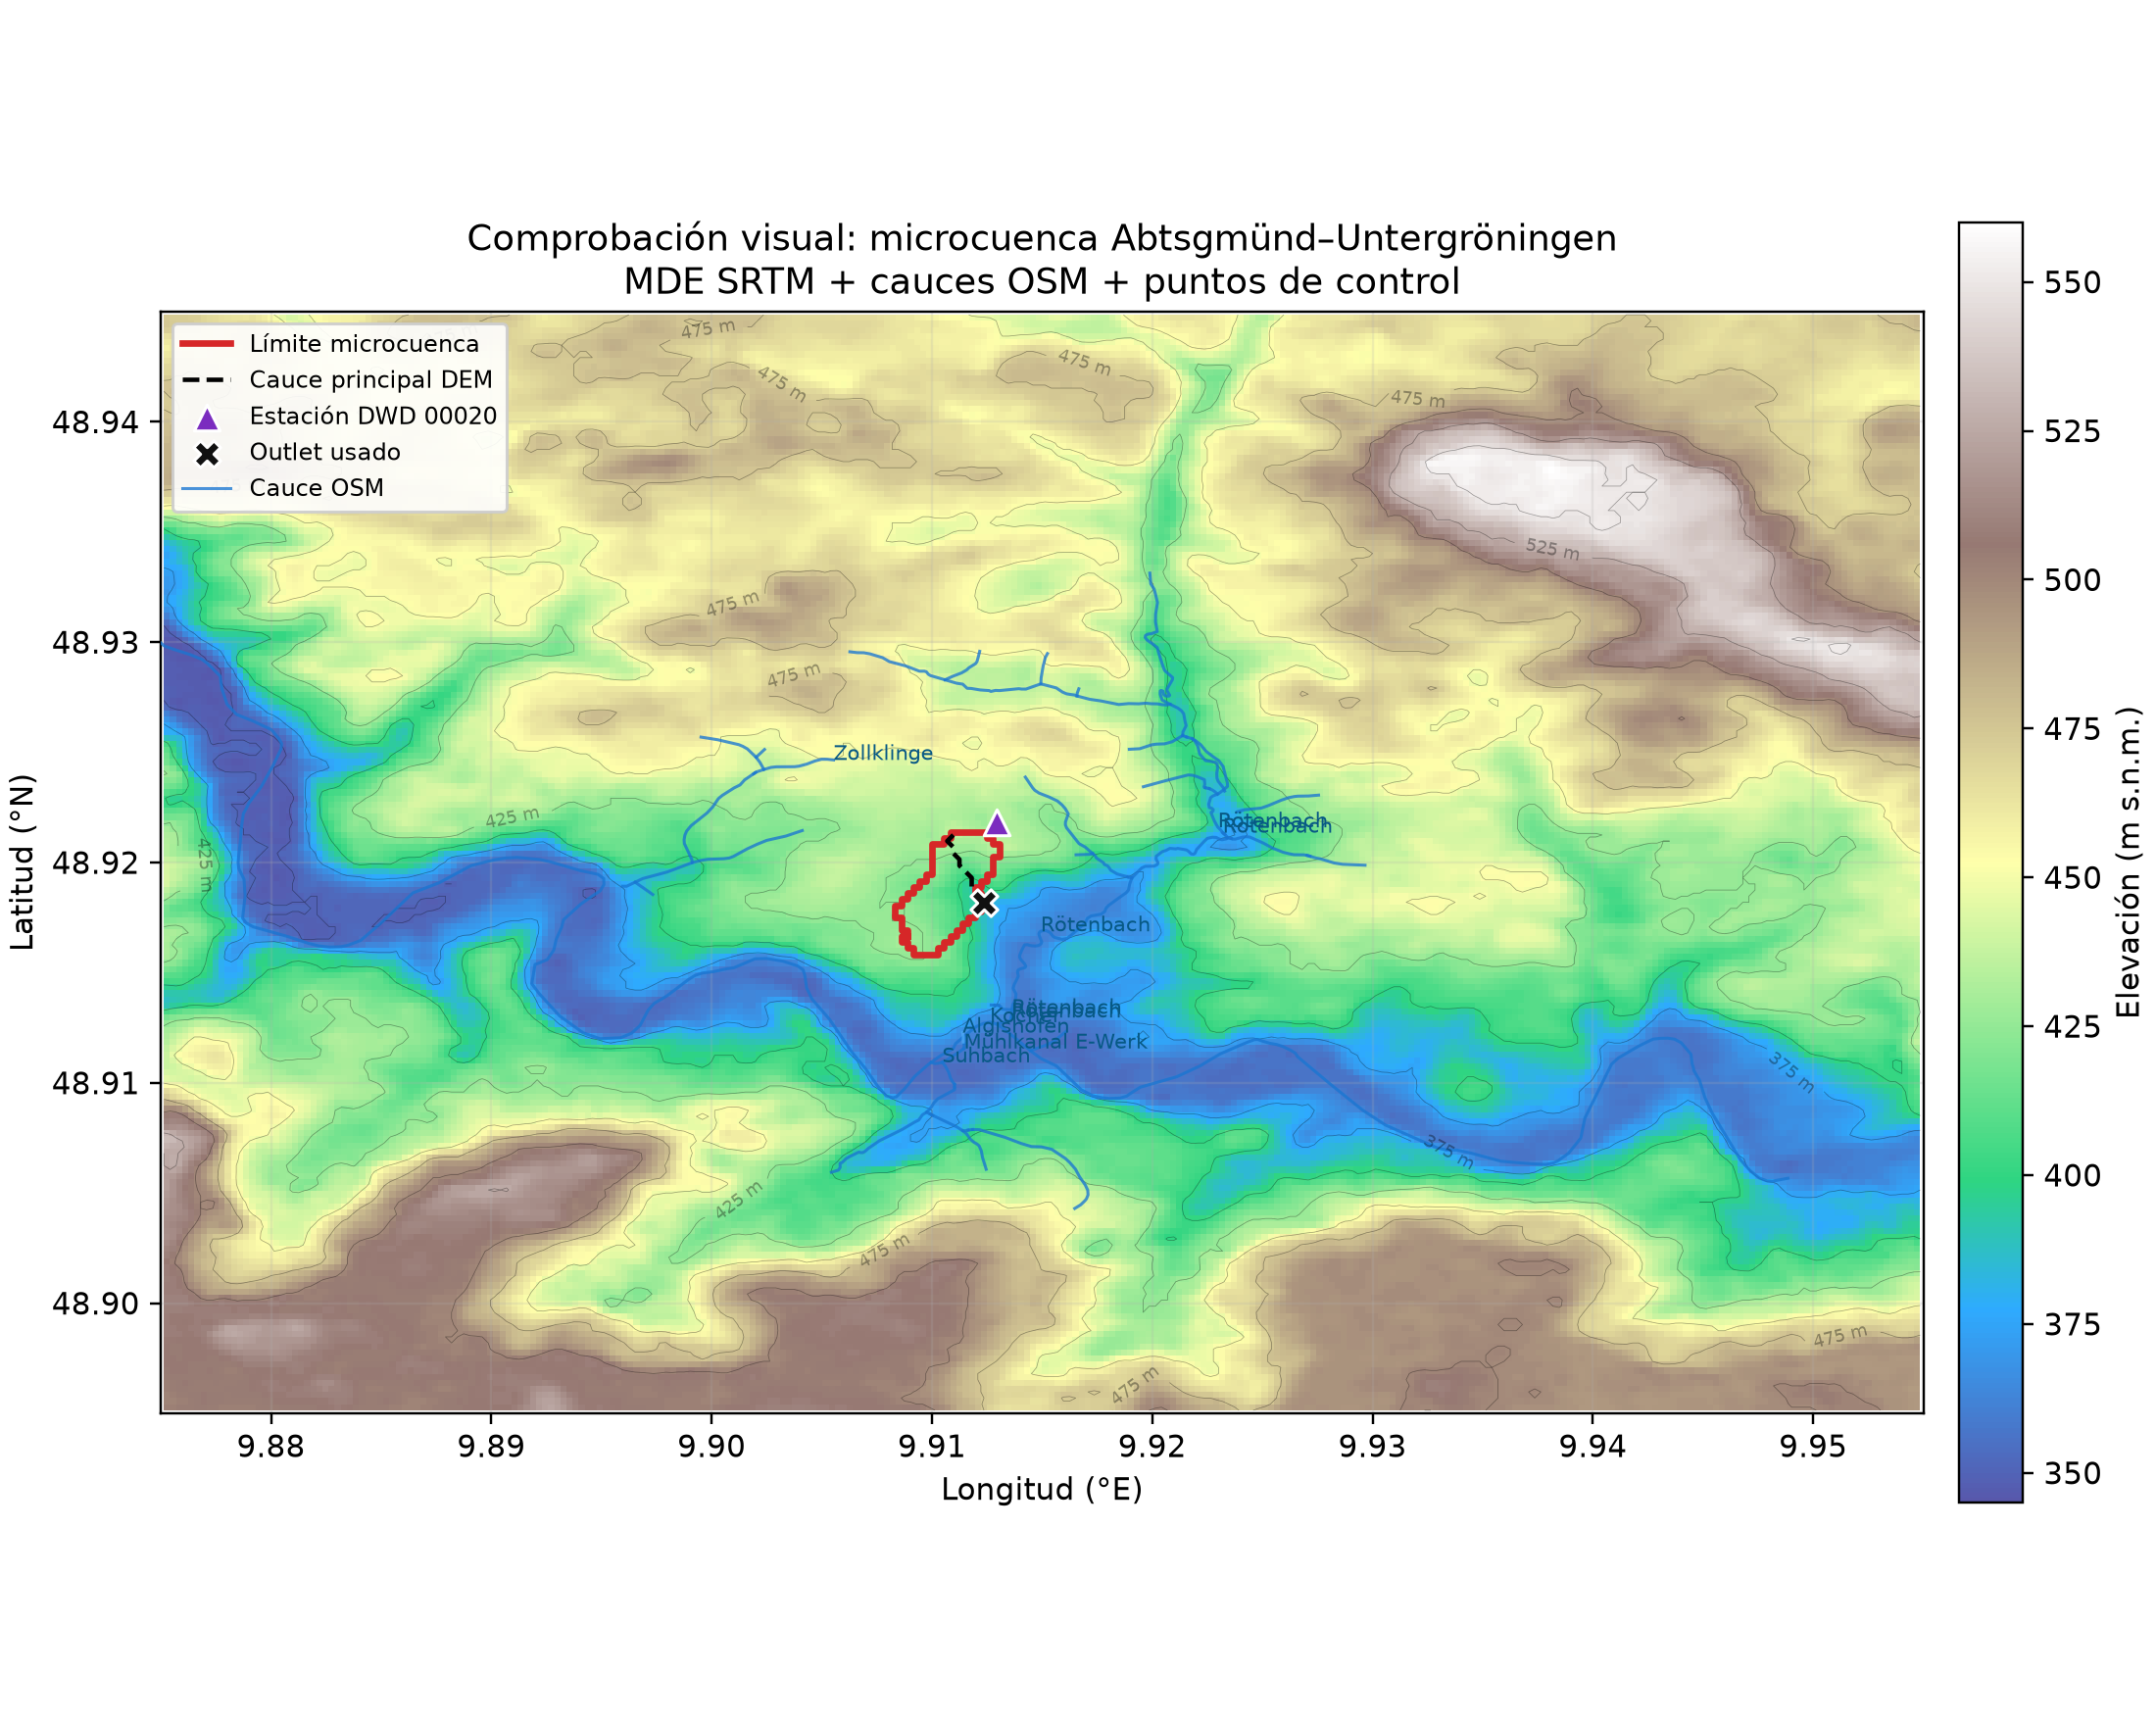 Comprobación visual: microcuenca Abtsgmünd–Untergröningen
MDE SRTM + cauces OSM + puntos de control
Límite microcuenca
Cauce principal DEM
Estación DWD 00020
Outlet usado
Cauce OSM
475 m
475 m
475 m
475 m
525 m
475 m
475 m
425 m
425 m
Zollklinge
Rötenbach
Rötenbach
Rötenbach
Rötenbach
Rötenbach
Kocher
Algishofen
Mühlkanal E-Werk
Suhbach
375 m
375 m
425 m
475 m
475 m
475 m
48.94
48.93
48.92
48.91
48.90
Latitud (°N)
9.88
9.89
9.90
9.91
9.92
9.93
9.94
9.95
Longitud (°E)
550
525
500
475
450
425
400
375
350
Elevación (m s.n.m.)